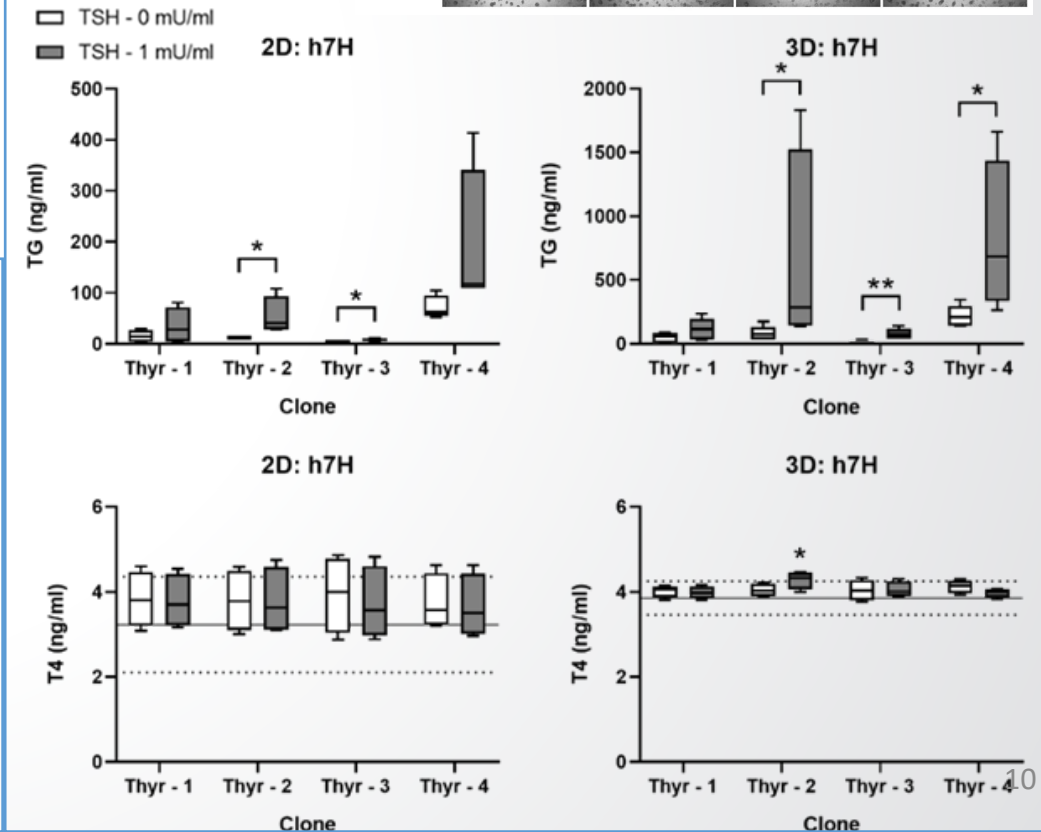 TSH - 0 mU/ml
TSH - 1 mU/ml
2D: h7H
500
400
300
200
100
0
TG (ng/ml)
*
*
Thyr - 1 Thyr - 2 Thyr - 3 Thyr - 4
Clone
3D: h7H
2000
1500
1000
500
0
TG (ng/ml)
*
**
*
Thyr - 1 Thyr - 2 Thyr - 3 Thyr - 4
Clone
2D: h7H
6
4
2
0
T4 (ng/ml)
Thyr - 1 Thyr - 2 Thyr - 3 Thyr - 4
Clone
3D: h7H
6
4
2
0
T4 (ng/ml)
*
Thyr - 1 Thyr - 2 Thyr - 3 Thyr - 4
Clone
10